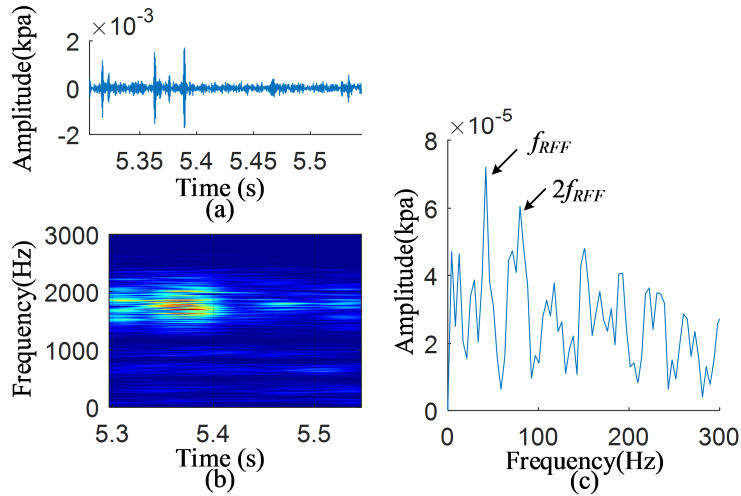 × 10⁻³
Amplitude(kpa)
2
0
-2
5.35 5.4 5.45 5.5
Time (s)
(a)
Frequency(Hz)
3000
2000
1000
0
5.3 5.4 5.5
Time (s)
(b)
× 10⁻⁵
Amplitude(kpa)
8
6
4
2
0
f_RFF
2f_RFF
0 100 200 300
Frequency(Hz)
(c)